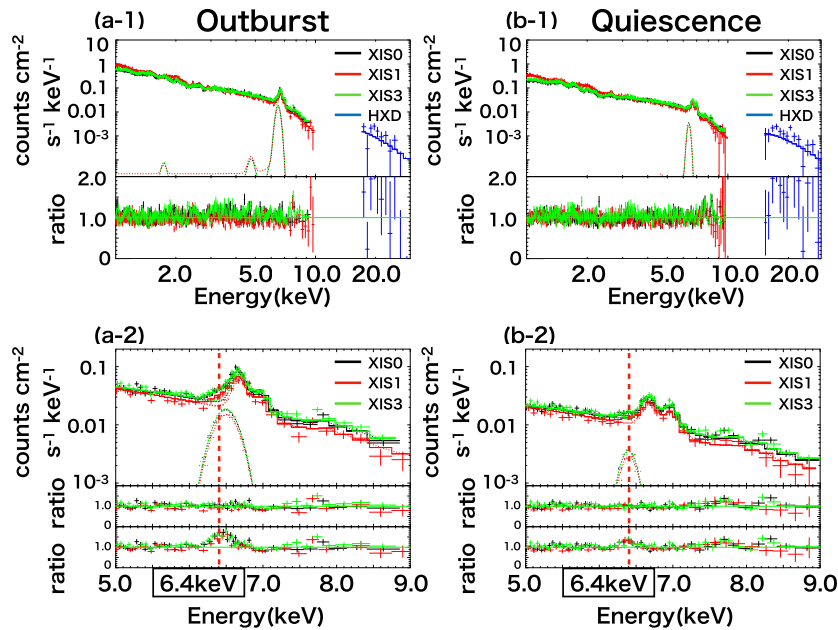 (a-1) Outburst
counts cm-2
s-1 keV-1
10
1
0.1
0.01
10-3
XIS0
XIS1
XIS3
HXD
ratio
2.0
1.0
0
2.0 5.0 10.0 20.0
Energy(keV)
(b-1) Quiescence
counts cm-2
s-1 keV-1
10
1
0.1
0.01
10-3
XIS0
XIS1
XIS3
HXD
ratio
2.0
1.0
0
2.0 5.0 10.0 20.0
Energy(keV)
(a-2)
counts cm-2
s-1 keV-1
0.1
0.01
10-3
XIS0
XIS1
XIS3
ratio
1.0
0
ratio
1.0
0
5.0 6.4keV 7.0 8.0 9.0
Energy(keV)
(b-2)
counts cm-2
s-1 keV-1
0.1
0.01
10-3
XIS0
XIS1
XIS3
ratio
1.0
0
ratio
1.0
0
5.0 6.4keV 7.0 8.0 9.0
Energy(keV)